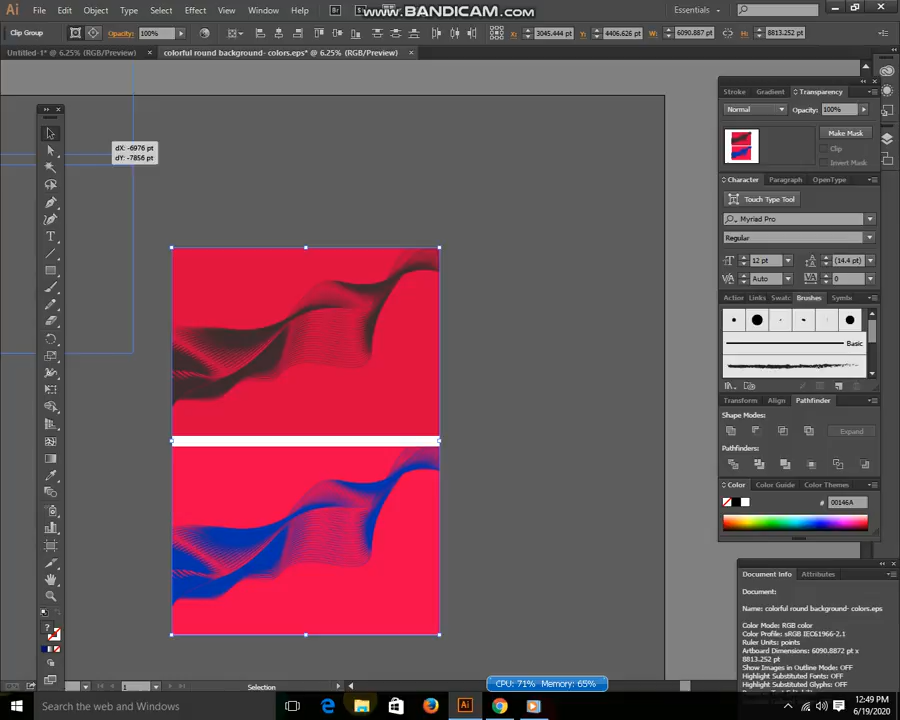 Ai File Edit Object Type Select Effect View Window Help Br St Essentials
www.BANDICAM.com
Clip Group Opacity: 100% X: 3045.444 pt Y: 4406.626 pt W: 6090.887 pt H: 8813.252 pt
Untitled-1* @ 6.25% (RGB/Preview) × colorful round background- colors.eps* @ 6.25% (RGB/Preview) ×
dX: -6976 pt
dY: -7856 pt
Stroke Gradient Transparency
Normal Opacity: 100%
Make Mask
Clip
Invert Mask
Character Paragraph OpenType
Touch Type Tool
Myriad Pro
Regular
12 pt (14.4 pt)
Auto 0
Action Links Swatc Brushes Symbo
Basic
Transform Align Pathfinder
Shape Modes:
Expand
Pathfinders:
Color Color Guide Color Themes
# 00146A
Document Info Attributes
Document:
Name: colorful round background- colors.eps
Color Mode: RGB color
Color Profile: sRGB IEC61966-2.1
Ruler Units: points
Artboard Dimensions: 6090.8872 pt x
8813.252 pt
Show Images in Outline Mode: OFF
Highlight Substituted Fonts: OFF
Highlight Substituted Glyphs: OFF
1 Selection
CPU: 71% Memory: 65%
Search the web and Windows
12:49 PM
6/19/2020